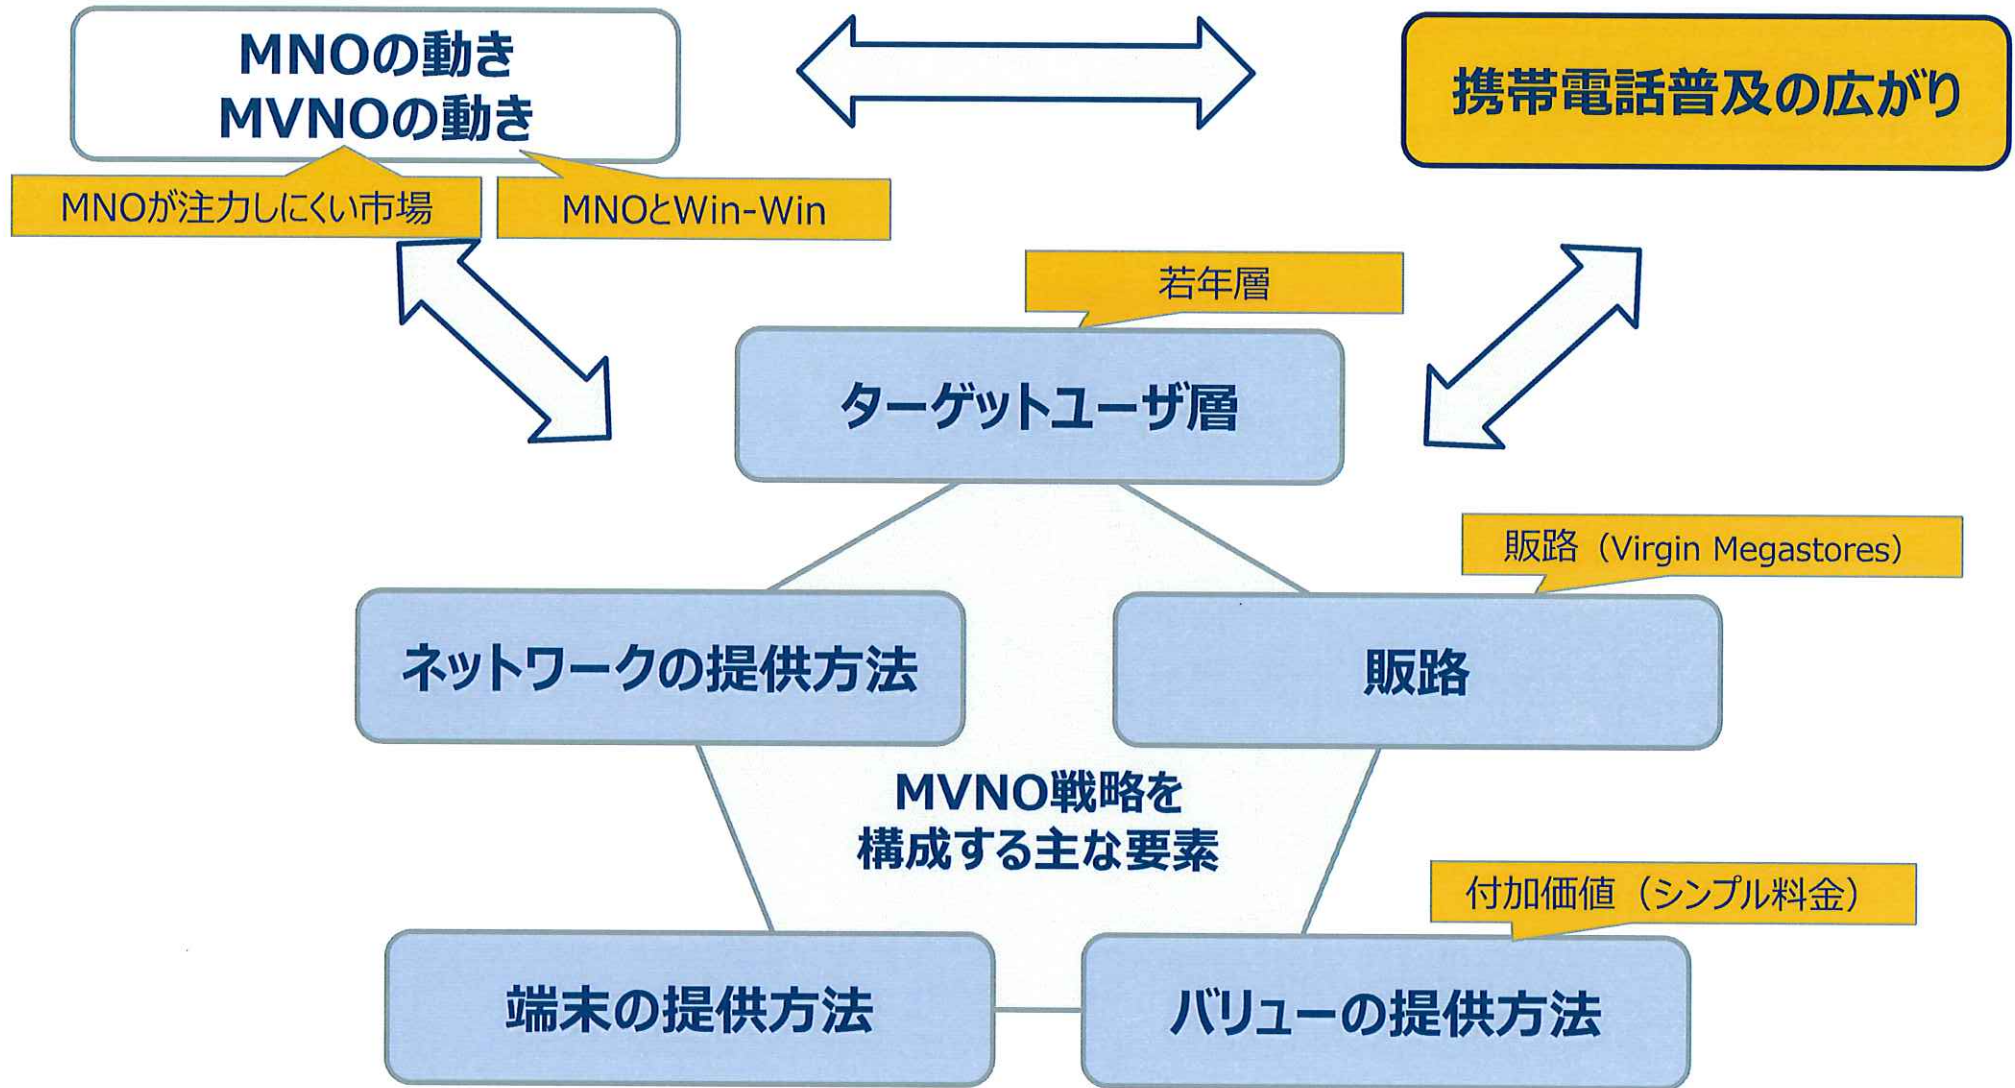 MNOの動き
MVNOの動き
携帯電話普及の広がり
MNOが注力しにくい市場
MNOとWin-Win
若年層
ターゲットユーザ層
販路（Virgin Megastores）
ネットワークの提供方法
販路
MVNO戦略を
構成する主な要素
付加価値（シンプル料金）
端末の提供方法
バリューの提供方法